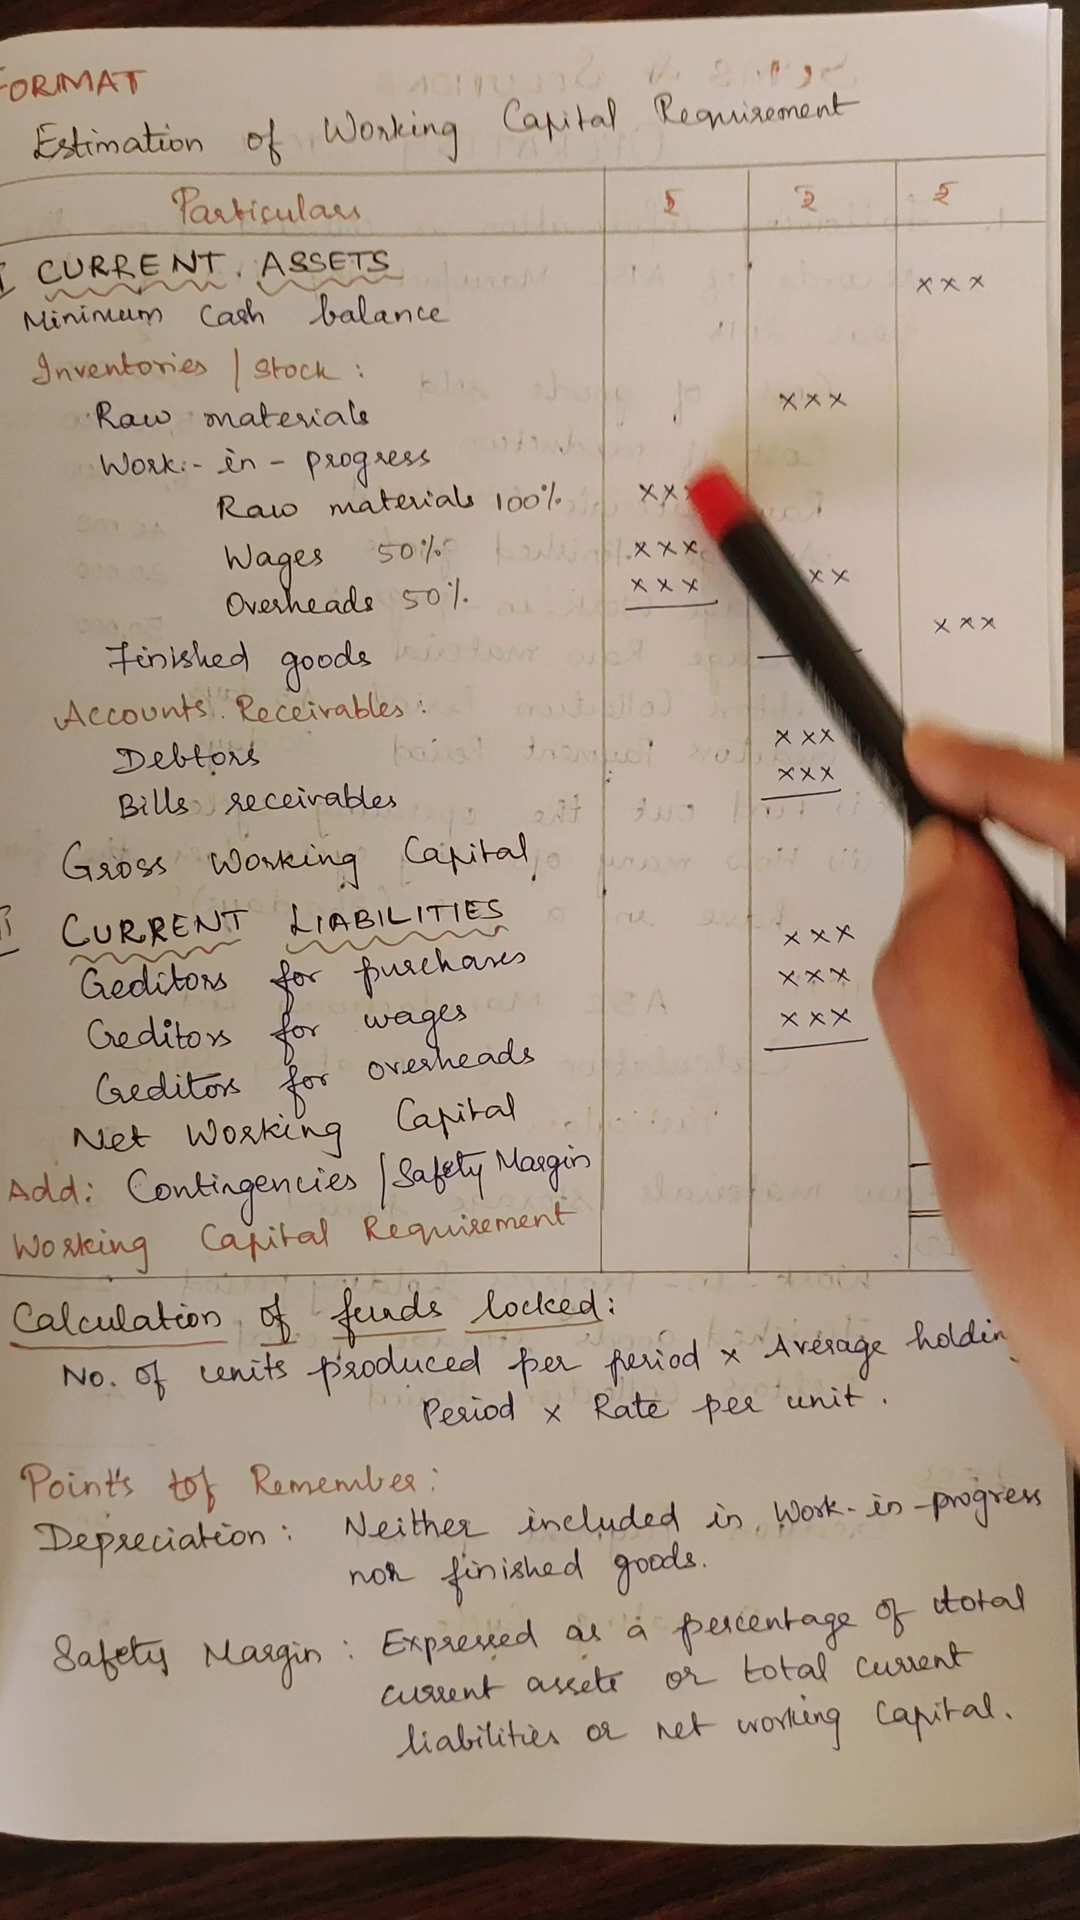 FORMAT
Estimation of Working Capital Requirement
Particulars ₹ ₹ ₹
I CURRENT ASSETS
Minimum Cash balance xxx
Inventories / Stock :
Raw materials xxx
Work-in-progress
Raw materials 100% xxx
Wages 50% xxx
Overheads 50% xxx xx
Finished goods xxx
Accounts Receivables :
Debtors xxx
Bills receivables xxx
Gross Working Capital
II CURRENT LIABILITIES
Creditors for purchases xxx
Creditors for wages xxx
Creditors for overheads xxx
Net Working Capital
Add: Contingencies / Safety Margin
Working Capital Requirement
Calculation of funds locked:
No. of units produced per period x Average holdin
Period x Rate per unit.
Points tof Remember:
Depreciation: Neither included in Work-in-progress
nor finished goods.
Safety Margin: Expressed as a percentage of total
current assets or total current
liabilities or net working Capital.